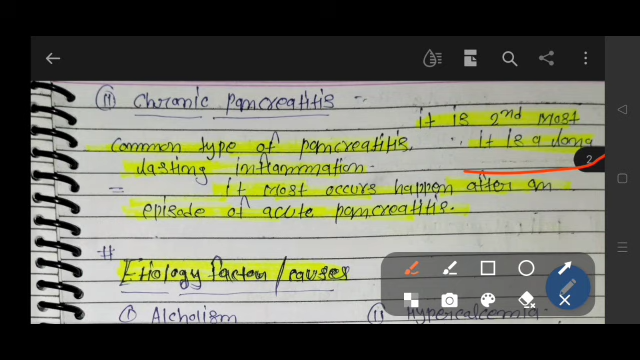 (ii) Chronic pancreatitis :-
it is 2nd most
common type of pancreatitis. ∴ it is a long
lasting inflammation.
= it most occurs happen after an
episode of acute pancreatitis.
2
#
Etiology factor / causes
(i) Alcholism (ii) Hypercalcemia.